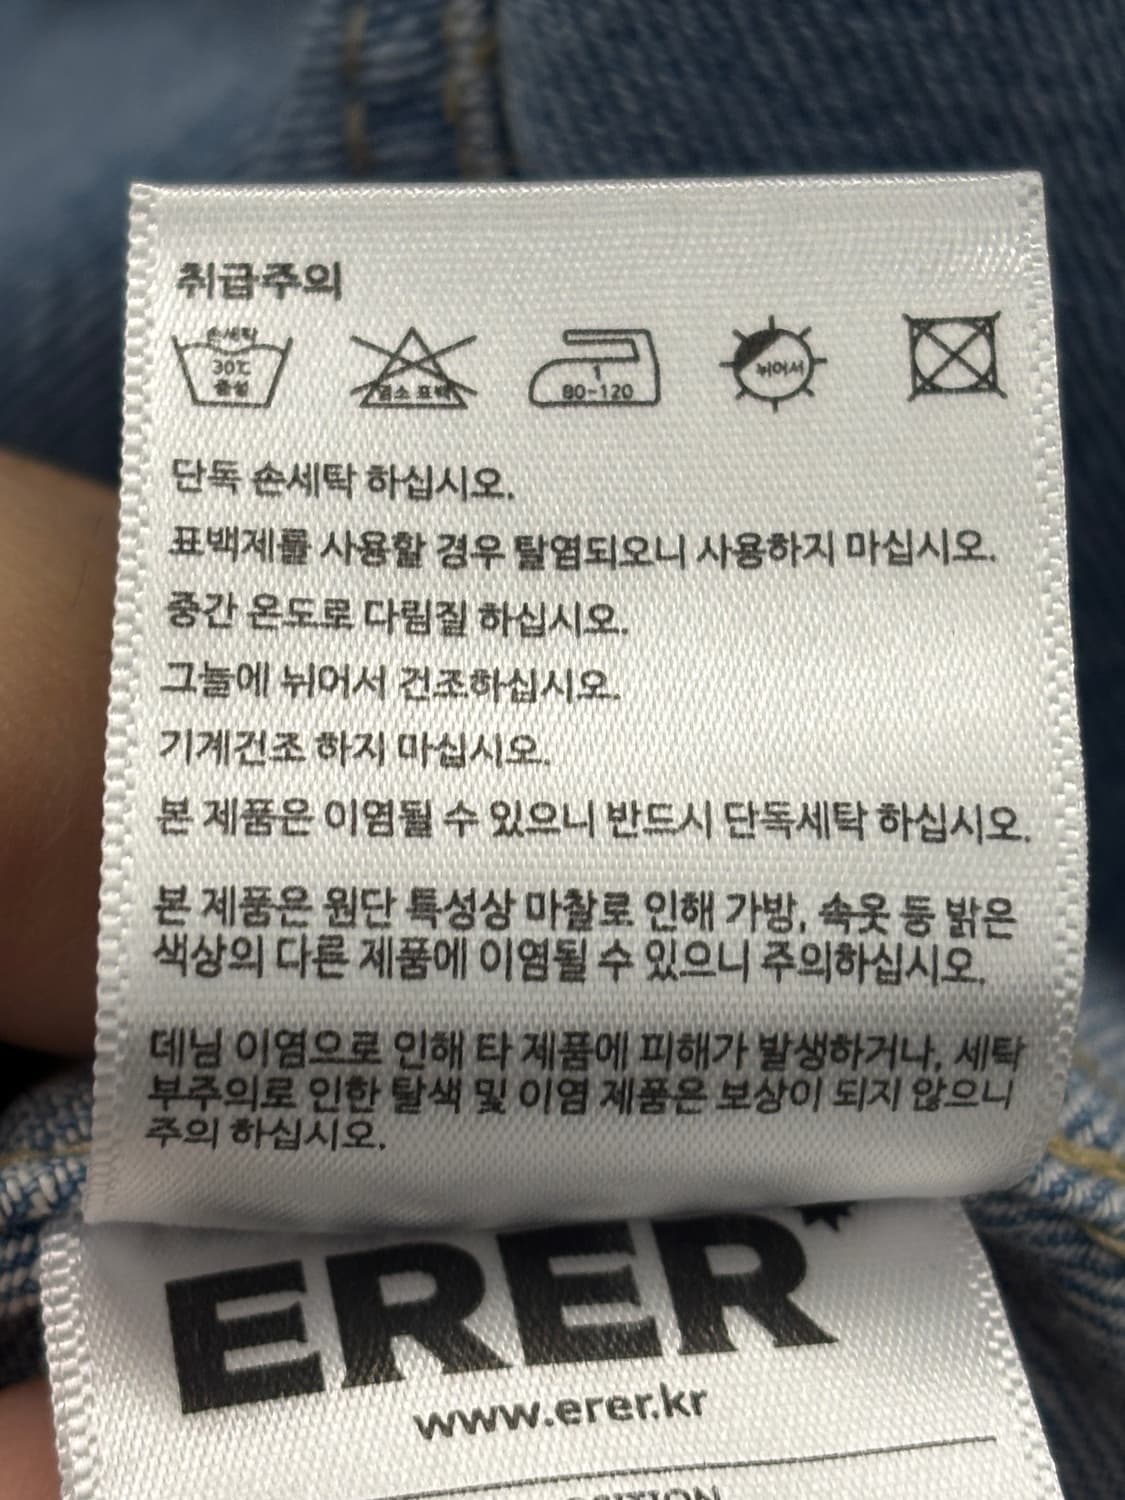 취급주의
손세탁
30℃
중성
염소 표백
1
80~120
뉘어서
단독 손세탁 하십시오.
표백제를 사용할 경우 탈염되오니 사용하지 마십시오.
중간 온도로 다림질 하십시오.
그늘에 뉘어서 건조하십시오.
기계건조 하지 마십시오.
본 제품은 이염될 수 있으니 반드시 단독세탁 하십시오.
본 제품은 원단 특성상 마찰로 인해 가방, 속옷 등 밝은
색상의 다른 제품에 이염될 수 있으니 주의하십시오.
데님 이염으로 인해 타 제품에 피해가 발생하거나, 세탁
부주의로 인한 탈색 및 이염 제품은 보상이 되지 않으니
주의 하십시오.
ERER
www.erer.kr